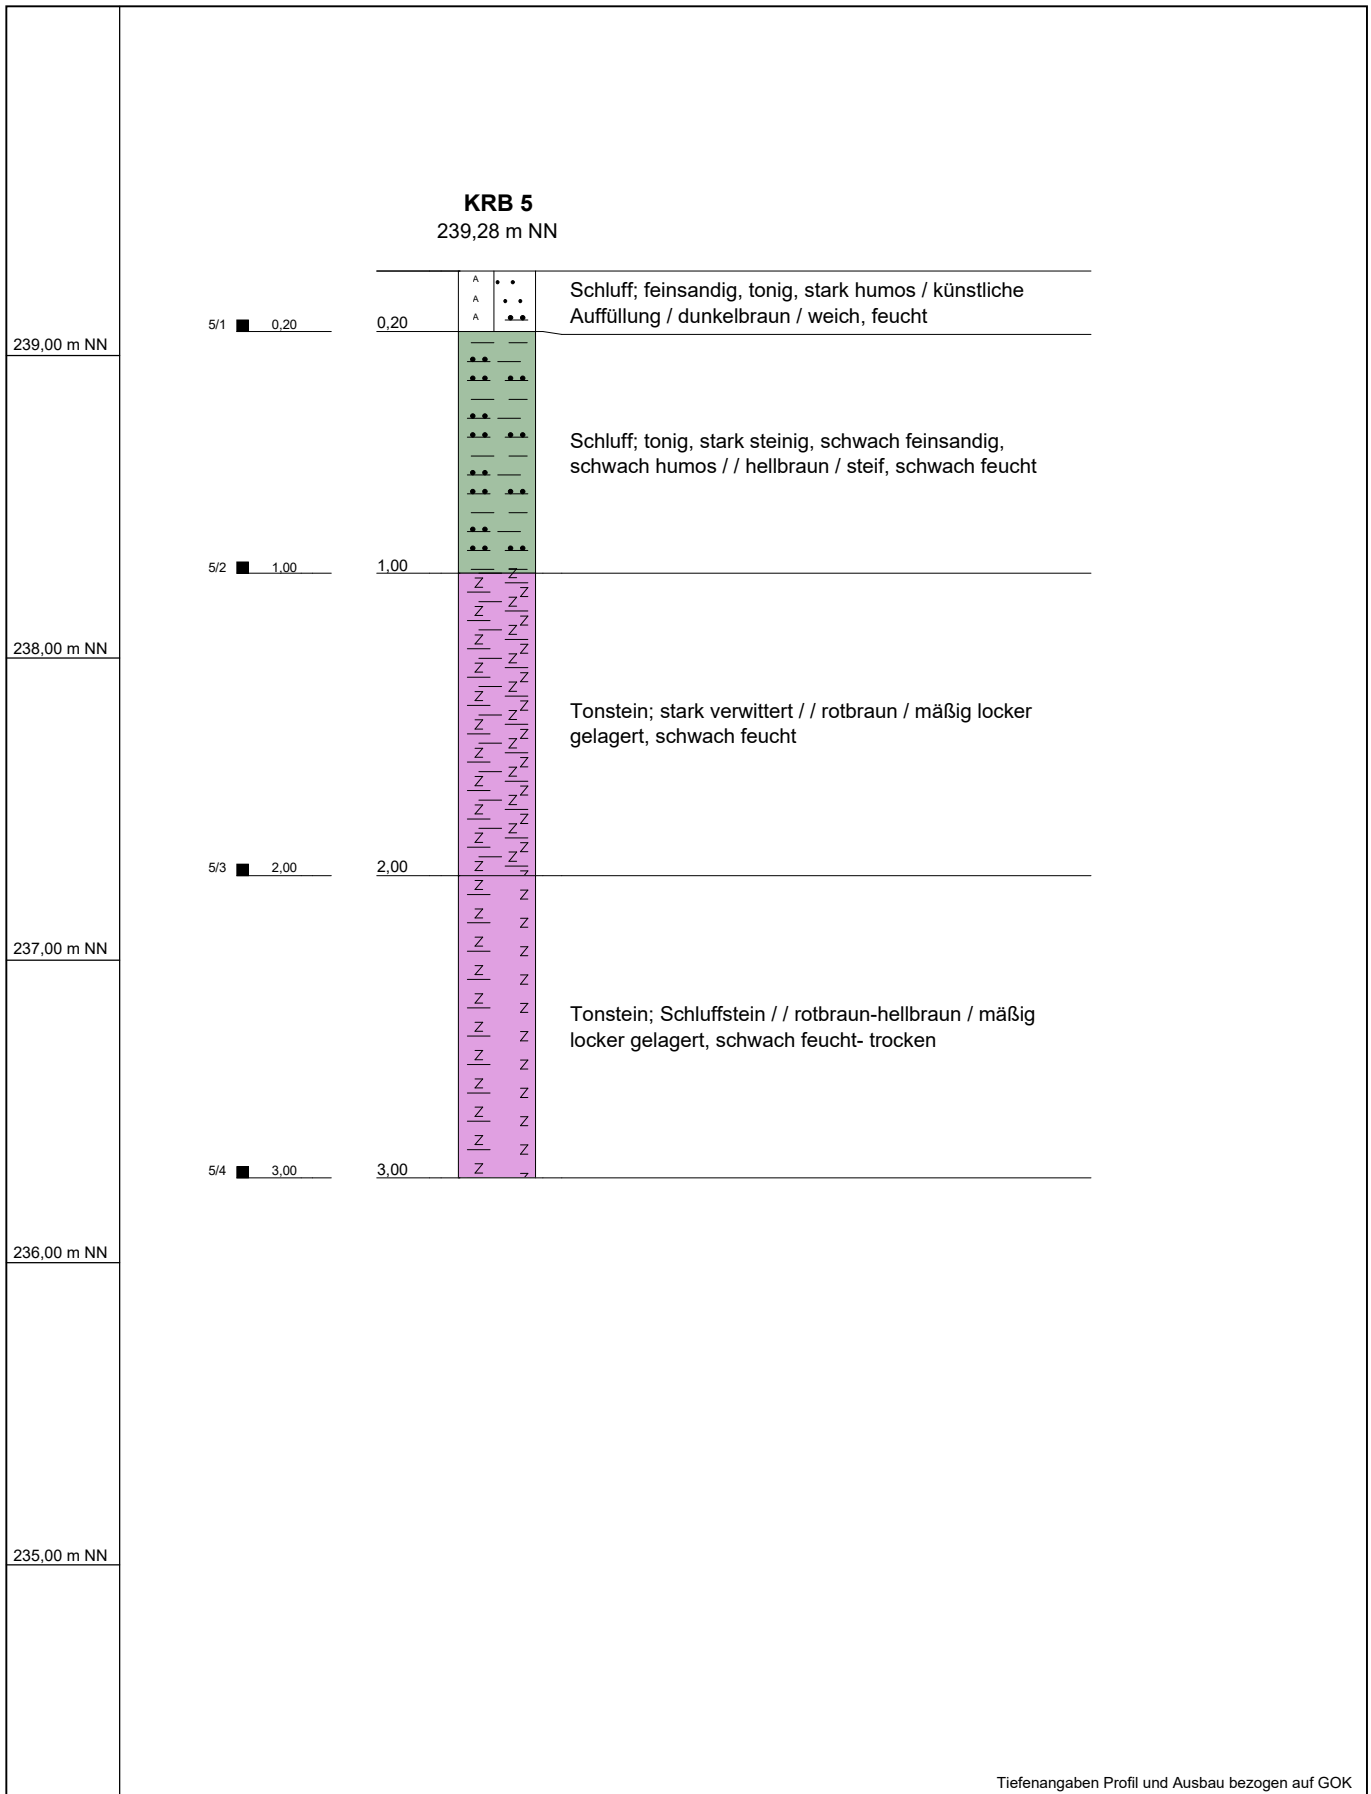 KRB 5
239,28 m NN
A
A
A
Schluff; feinsandig, tonig, stark humos / künstliche
Auffüllung / dunkelbraun / weich, feucht
5/1 0,20 0,20
239,00 m NN
Schluff; tonig, stark steinig, schwach feinsandig,
schwach humos / / hellbraun / steif, schwach feucht
5/2 1,00 1,00
238,00 m NN
Tonstein; stark verwittert / / rotbraun / mäßig locker
gelagert, schwach feucht
5/3 2,00 2,00
237,00 m NN
Tonstein; Schluffstein / / rotbraun-hellbraun / mäßig
locker gelagert, schwach feucht- trocken
5/4 3,00 3,00
236,00 m NN
235,00 m NN
Tiefenangaben Profil und Ausbau bezogen auf GOK